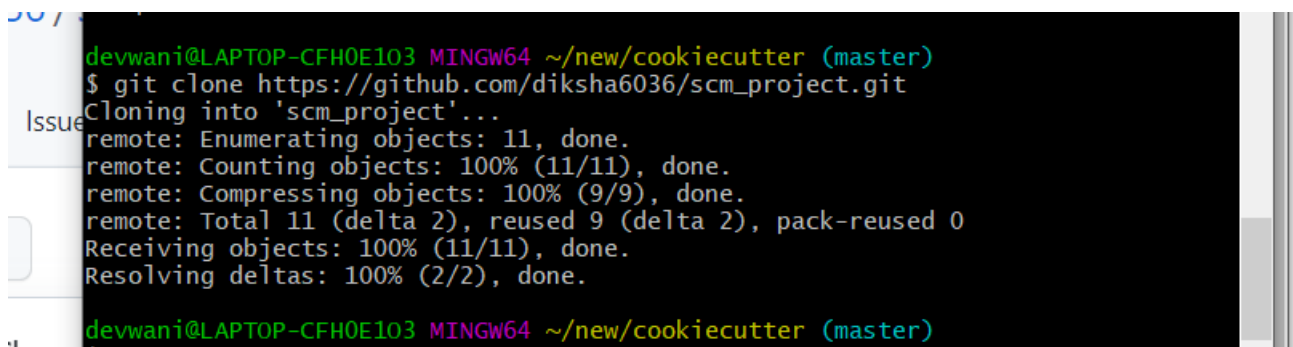 devwani@LAPTOP-CFH0E1O3 MINGW64 ~/new/cookiecutter (master)
$ git clone https://github.com/diksha6036/scm_project.git
Issue
Cloning into 'scm_project'...
remote: Enumerating objects: 11, done.
remote: Counting objects: 100% (11/11), done.
remote: Compressing objects: 100% (9/9), done.
remote: Total 11 (delta 2), reused 9 (delta 2), pack-reused 0
Receiving objects: 100% (11/11), done.
Resolving deltas: 100% (2/2), done.
devwani@LAPTOP-CFH0E1O3 MINGW64 ~/new/cookiecutter (master)